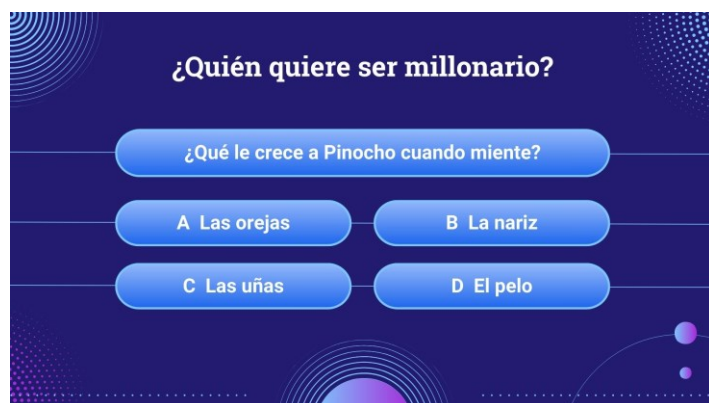 ¿Quién quiere ser millonario?
¿Qué le crece a Pinocho cuando miente?
A Las orejas
B La nariz
C Las uñas
D El pelo